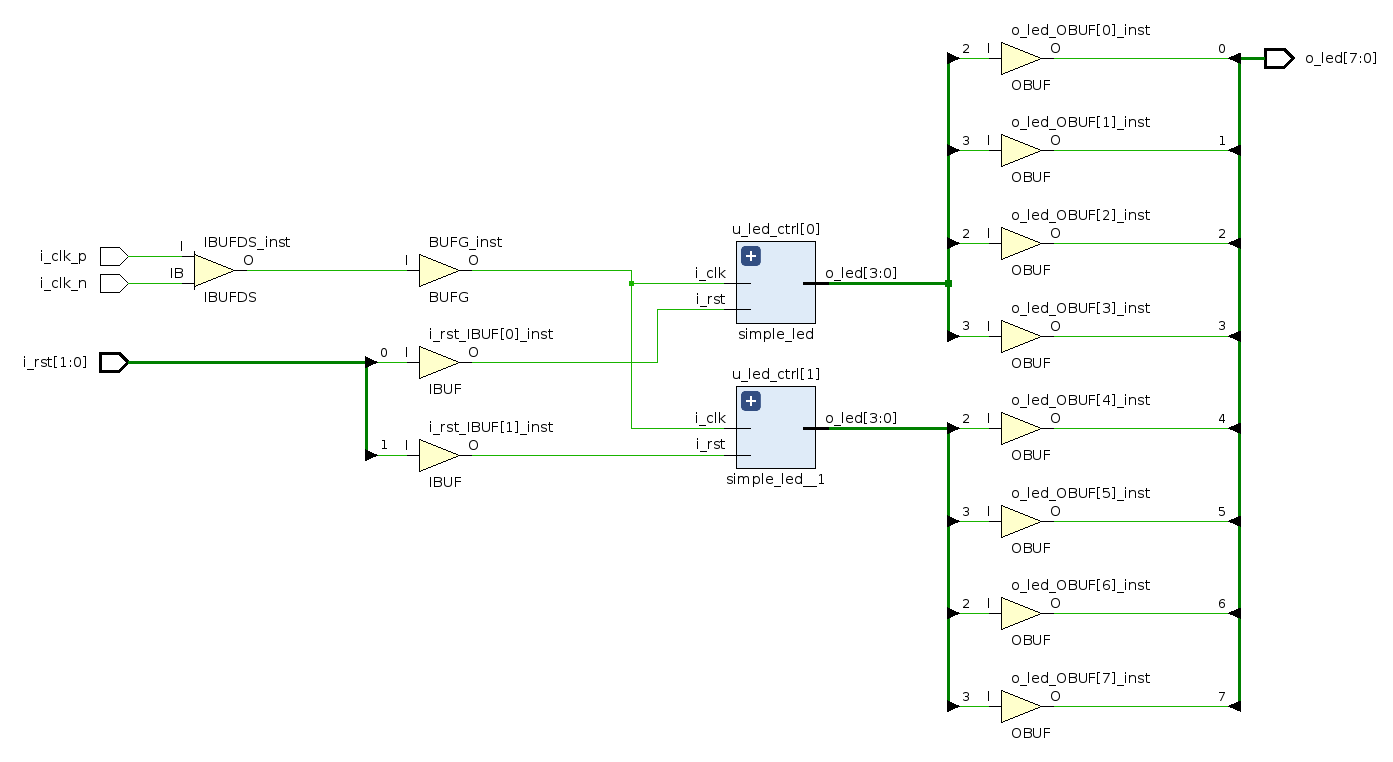 o_led_OBUF[0]_inst
2 I O 0
OBUF
o_led[7:0]
o_led_OBUF[1]_inst
3 I O 1
OBUF
o_led_OBUF[2]_inst
2 I O 2
OBUF
o_led_OBUF[3]_inst
3 I O 3
OBUF
o_led_OBUF[4]_inst
2 I O 4
OBUF
o_led_OBUF[5]_inst
3 I O 5
OBUF
o_led_OBUF[6]_inst
2 I O 6
OBUF
o_led_OBUF[7]_inst
3 I O 7
OBUF
i_clk_p
i_clk_n
IBUFDS_inst
I O
IB
IBUFDS
BUFG_inst
I O
BUFG
i_rst[1:0]
i_rst_IBUF[0]_inst
0 I O
IBUF
i_rst_IBUF[1]_inst
1 I O
IBUF
u_led_ctrl[0]
i_clk o_led[3:0]
i_rst
simple_led
u_led_ctrl[1]
i_clk o_led[3:0]
i_rst
simple_led__1